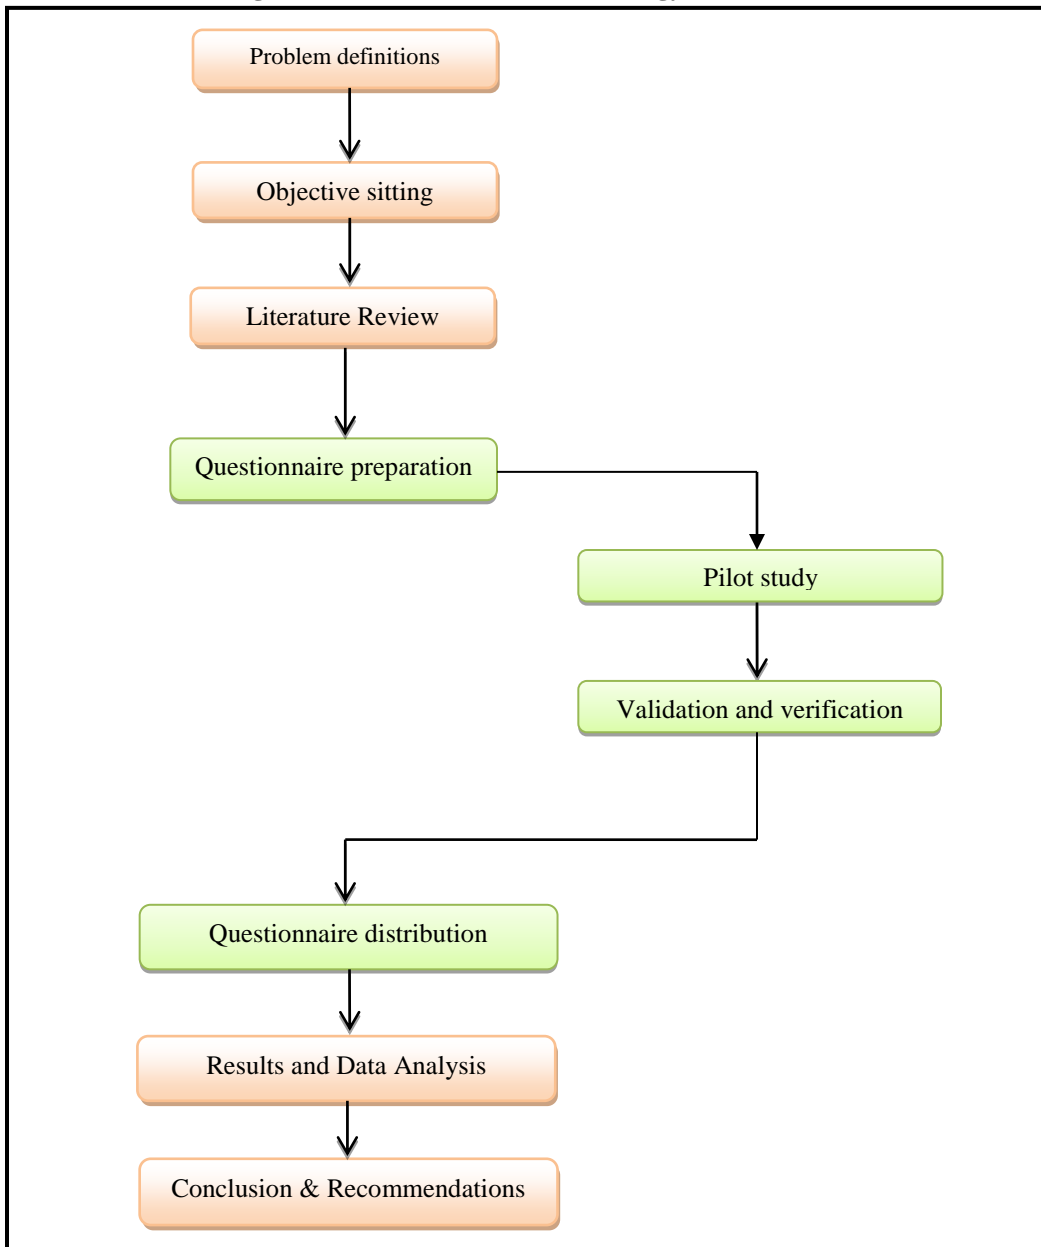 Problem definitions
Objective sitting
Literature Review
Questionnaire preparation
Pilot study
Validation and verification
Questionnaire distribution
Results and Data Analysis
Conclusion & Recommendations